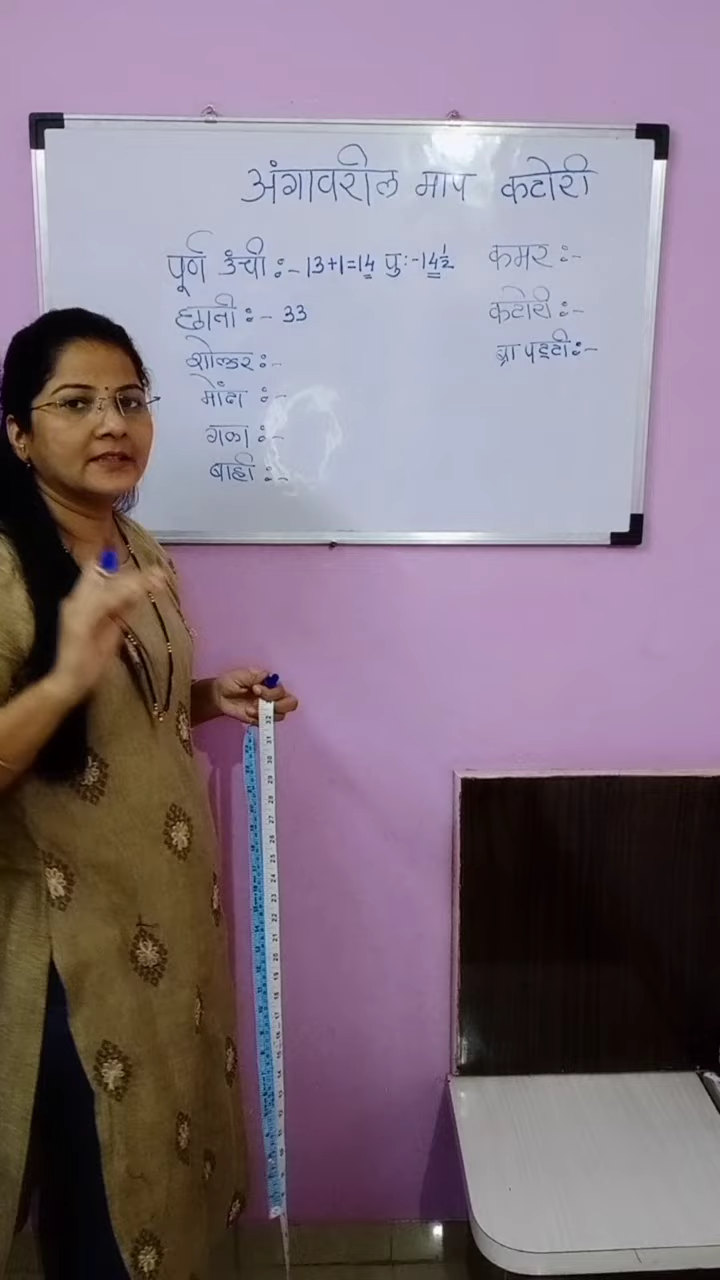 अंगावरील माप कटोरी
पूर्ण उंची :- 13+1=14 पु:-14½
छाती :- 33
शोल्डर :-
मोंढा :-
गळा :-
बाही :-
कमर :-
कटोरी :-
ब्रा पट्टी :-